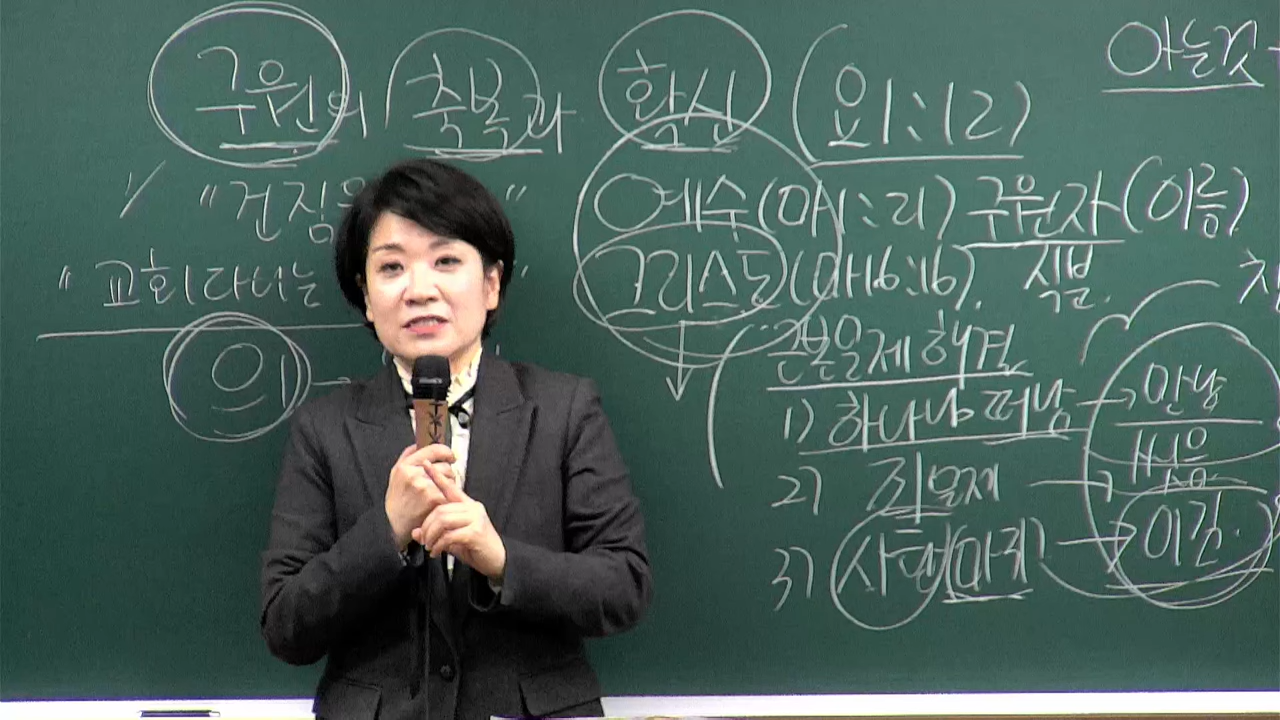 구원의 축복과 확신 (요1:12) 아는것
1/ "건짐 "
예수(마1:21) 구원자(이름)
"교회다니는 "
그리스도(마16:16). 직분.
근본문제해결
의 →
1) 하나님 떠남 → 만남
2) 죄문제 → 씻음
3) 사탄(마귀) → 이김.